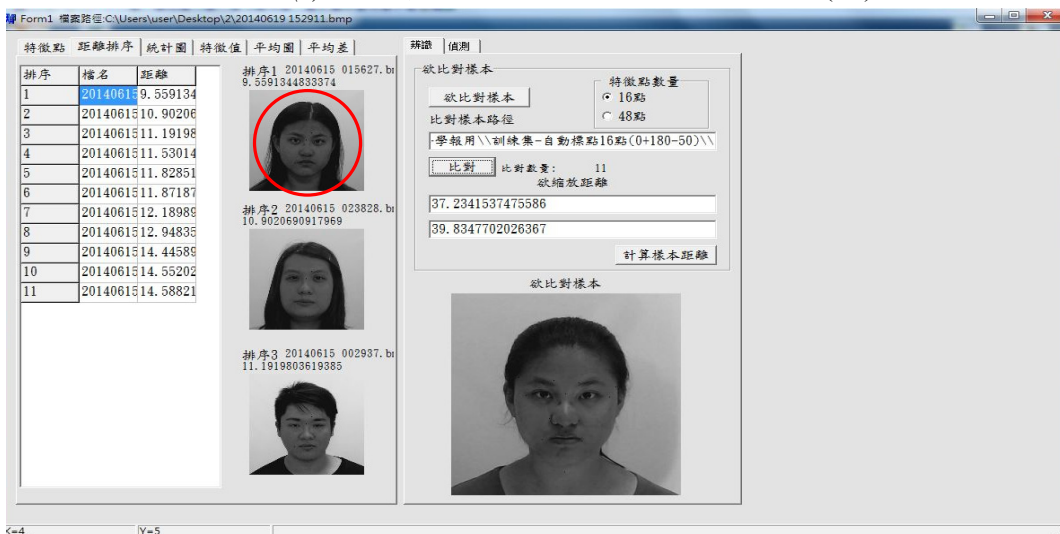 Form1 檔案路徑:C:\Users\user\Desktop\2\20140619 152911.bmp
特徵點 距離排序 統計圖 特徵值 平均圖 平均差
排序 檔名 距離
1 20140615 9.559134
2 20140615 10.90206
3 20140615 11.19198
4 20140615 11.53014
5 20140615 11.82851
6 20140615 11.87187
7 20140615 12.18989
8 20140615 12.94835
9 20140615 14.44589
10 20140615 14.55202
11 20140615 14.58821
排序1 20140615 015627.b
9.5591344833374
排序2 20140615 023828.b
10.9020690917969
排序3 20140615 002937.b
11.1919803619385
辨識 偵測
欲比對樣本
欲比對樣本
特徵點數量
16點
48點
比對樣本路徑
學報用\\訓練集-自動標點16點(0+180-50)\\
比對 比對數量: 11
欲縮放距離
37.2341537475586
39.8347702026367
計算樣本距離
欲比對樣本
X=4 Y=5